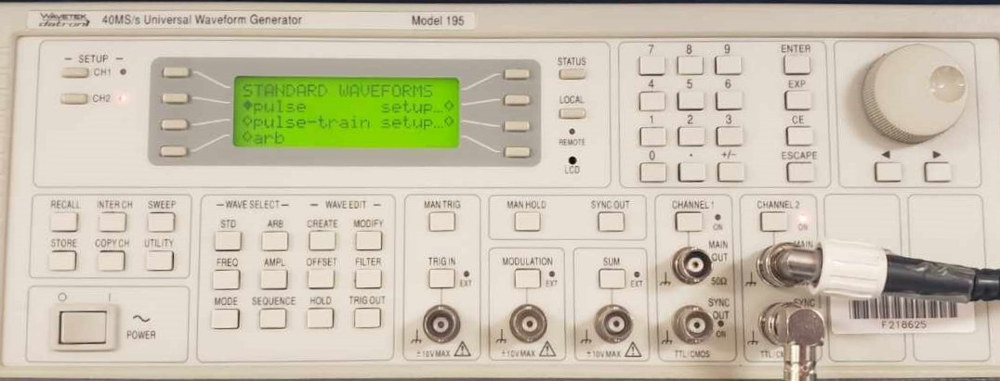 WAVETEK
datron
40MS/s Universal Waveform Generator
Model 195
SETUP
CH1
CH2
STANDARD WAVEFORMS
◆pulse setup…◇
◇pulse-train setup…◇
◇arb
STATUS
LOCAL
REMOTE
LCD
7 8 9 ENTER
4 5 6 EXP
1 2 3 CE
0 . +/- ESCAPE
RECALL INTER CH SWEEP
STORE COPY CH UTILITY
POWER
WAVE SELECT WAVE EDIT
STD ARB CREATE MODIFY
FREQ AMPL OFFSET FILTER
MODE SEQUENCE HOLD TRIG OUT
MAN TRIG
TRIG IN
EXT
±10V MAX
MAN HOLD SYNC OUT
MODULATION
EXT
±10V MAX
SUM
EXT
±10V MAX
CHANNEL 1
ON
MAIN
OUT
50Ω
SYNC
OUT
ON
TTL/CMOS
CHANNEL 2
ON
MAIN
SYNC
F218625